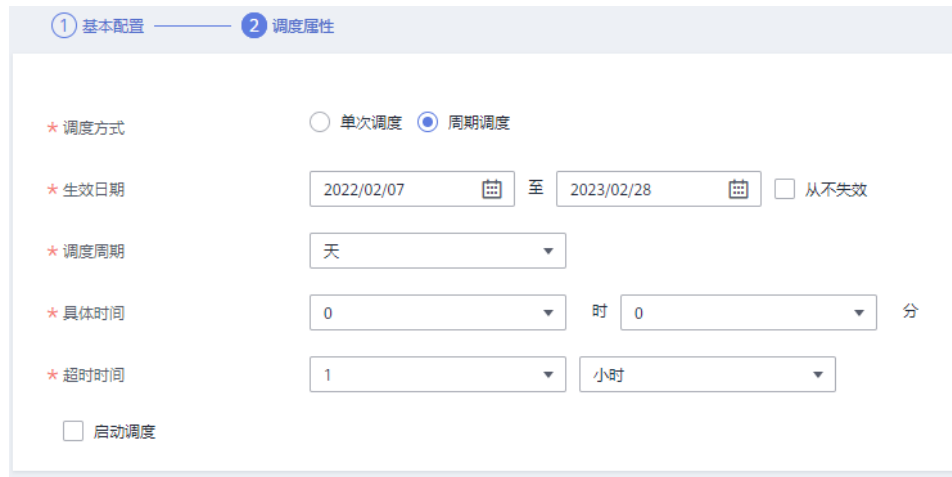 1 基本配置 2 调度属性
* 调度方式 单次调度 周期调度
* 生效日期 2022/02/07 至 2023/02/28 从不失效
* 调度周期 天
* 具体时间 0 时 0 分
* 超时时间 1 小时
启动调度